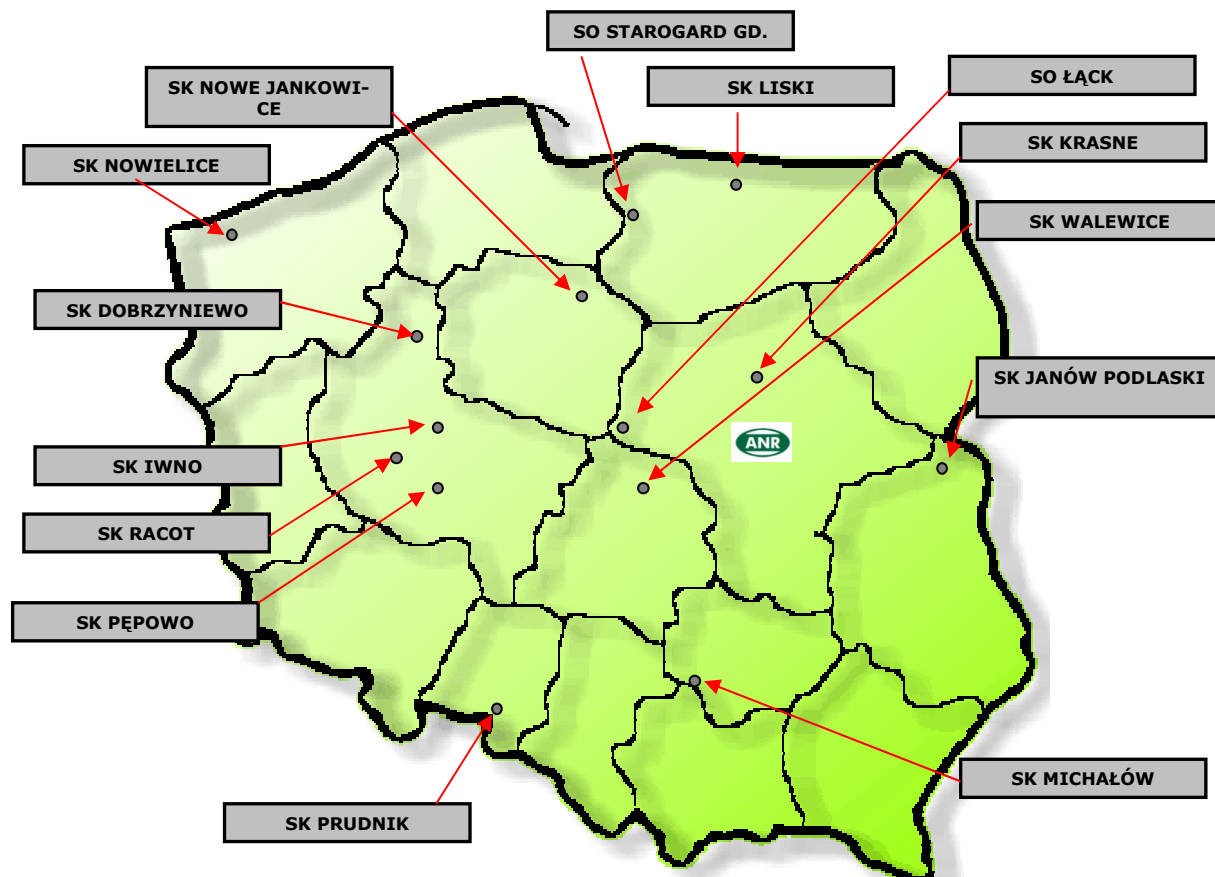 SO STAROGARD GD.
SK NOWE JANKOWI-
CE
SK LISKI
SO ŁĄCK
SK KRASNE
SK NOWIELICE
SK WALEWICE
SK DOBRZYNIEWO
SK JANÓW PODLASKI
ANR
SK IWNO
SK RACOT
SK PĘPOWO
SK MICHAŁÓW
SK PRUDNIK